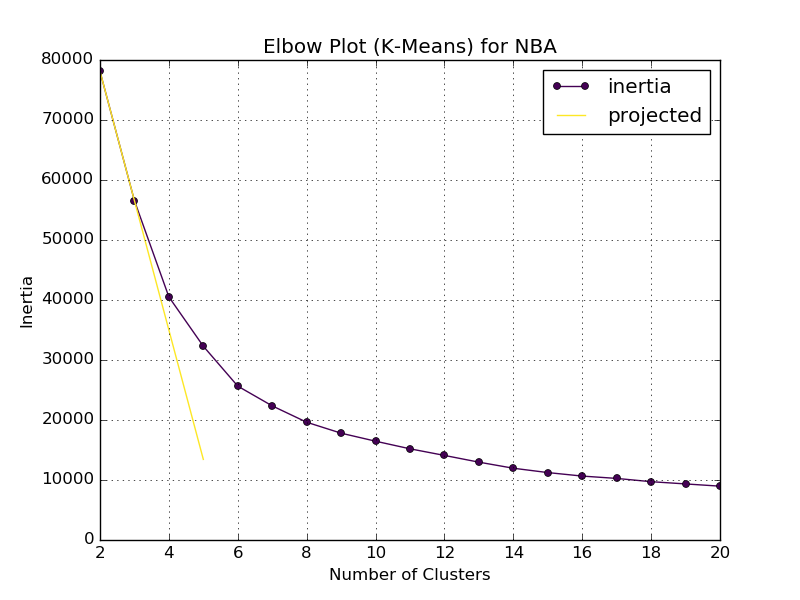 Elbow Plot (K-Means) for NBA
inertia
projected
80000
70000
60000
50000
40000
30000
20000
10000
0
Inertia
2 4 6 8 10 12 14 16 18 20
Number of Clusters